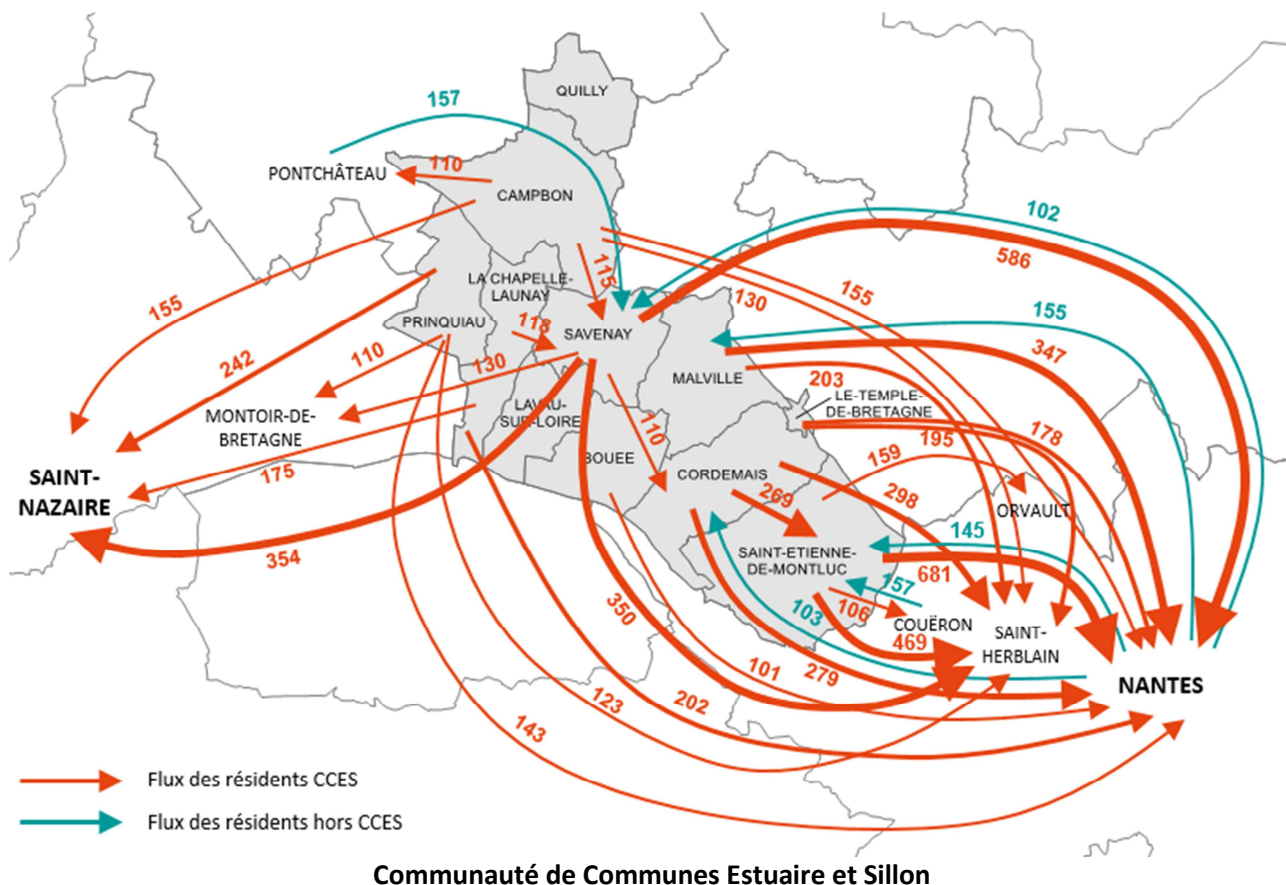 QUILLY
157
PONTCHÂTEAU
110
CAMPBON
102
586
155
115
LA CHAPELLE-
LAUNAY
130
155
155
PRINQUIAU
118
SAVENAY
347
242
110
130
MALVILLE
203
LE-TEMPLE-
DE-BRETAGNE
MONTOIR-DE-
BRETAGNE
LAVAU-
SUR-LOIRE
110
195
178
SAINT-
NAZAIRE
175
BOUEE
CORDEMAIS
159
269
298
ORVAULT
354
SAINT-ETIENNE-
DE-MONTLUC
145
681
157
350
103
106
COUËRON
469
SAINT-
HERBLAIN
101
279
NANTES
123
202
143
Flux des résidents CCES
Flux des résidents hors CCES
Communauté de Communes Estuaire et Sillon